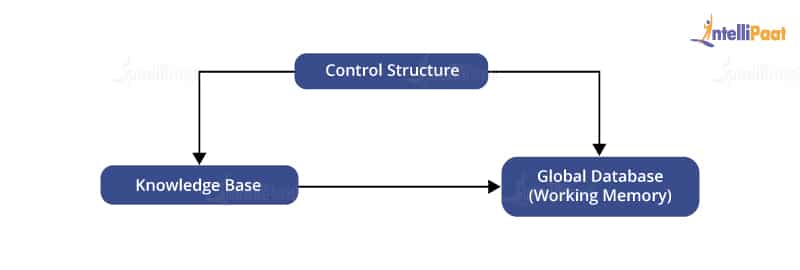 intelliPaat
Control Structure
Knowledge Base
Global Database
(Working Memory)